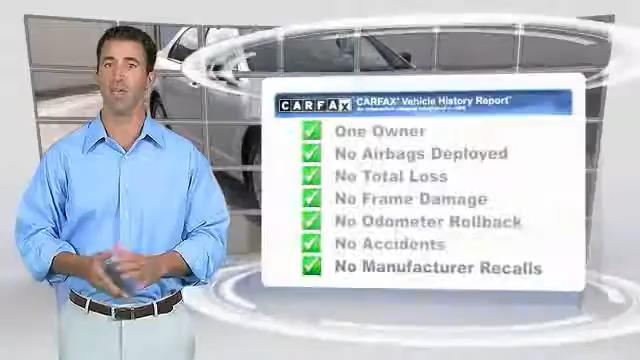 CARFAX CARFAX Vehicle History Report
One Owner
No Airbags Deployed
No Total Loss
No Frame Damage
No Odometer Rollback
No Accidents
No Manufacturer Recalls